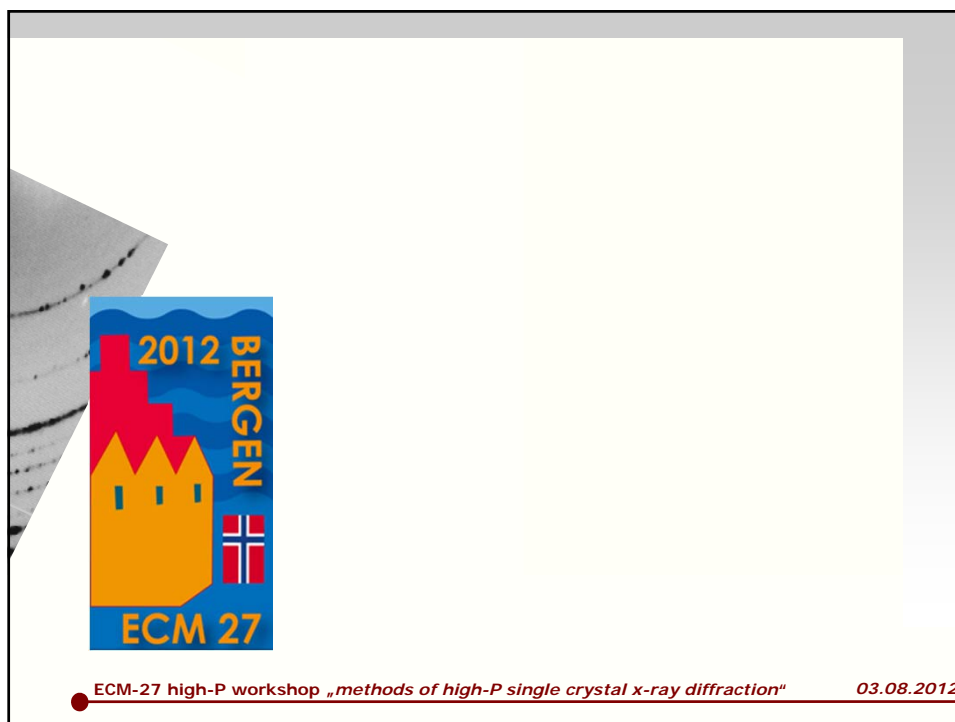 2012
BERGEN
ECM 27
ECM-27 high-P workshop „methods of high-P single crystal x-ray diffraction“ 03.08.2012